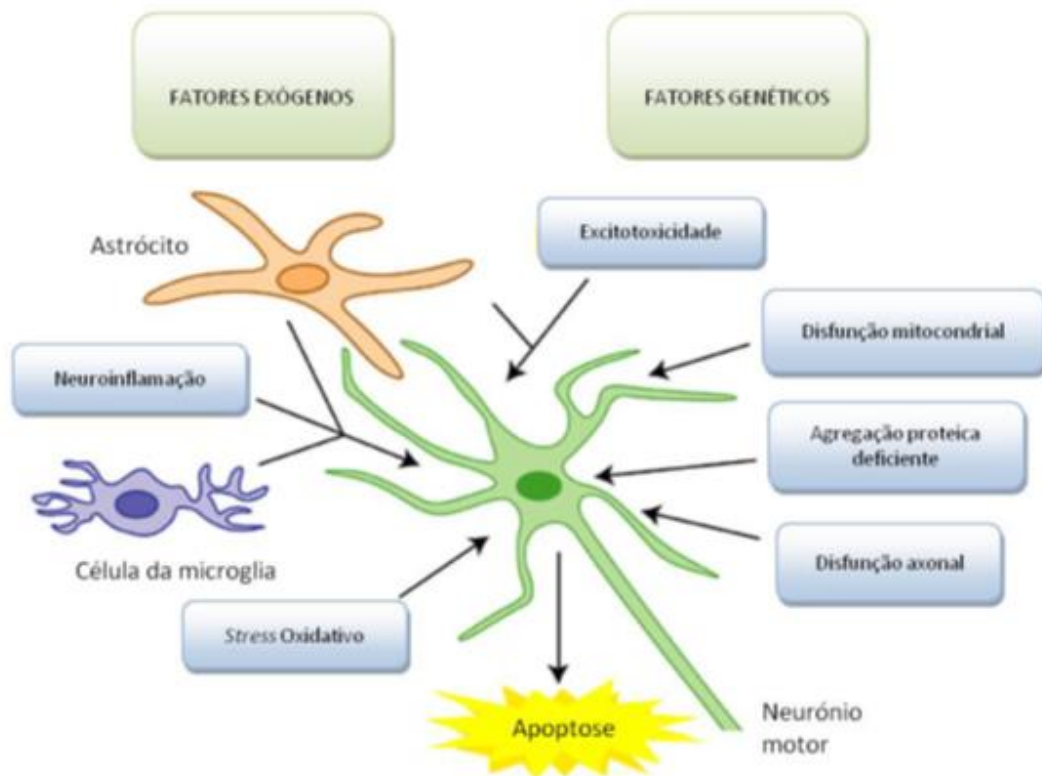 FATORES EXÓGENOS
FATORES GENÉTICOS
Astrócito
Excitotoxicidade
Disfunção mitocondrial
Neuroinflamação
Agregação proteica
deficiente
Célula da microglia
Disfunção axonal
Stress Oxidativo
Apoptose
Neurónio
motor